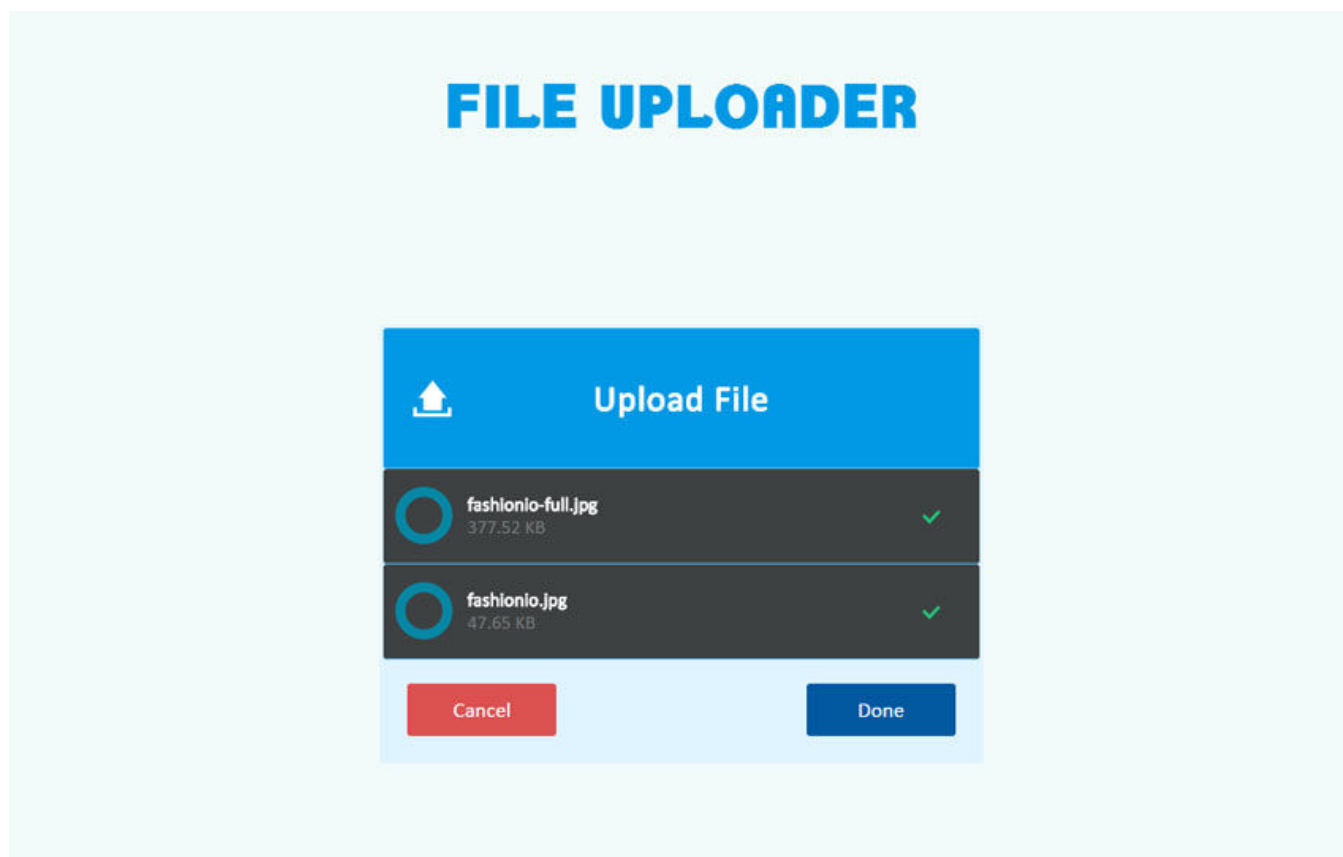 FILE UPLOADER
Upload File
fashionio-full.jpg
377.52 KB
fashionio.jpg
47.65 KB
Cancel
Done